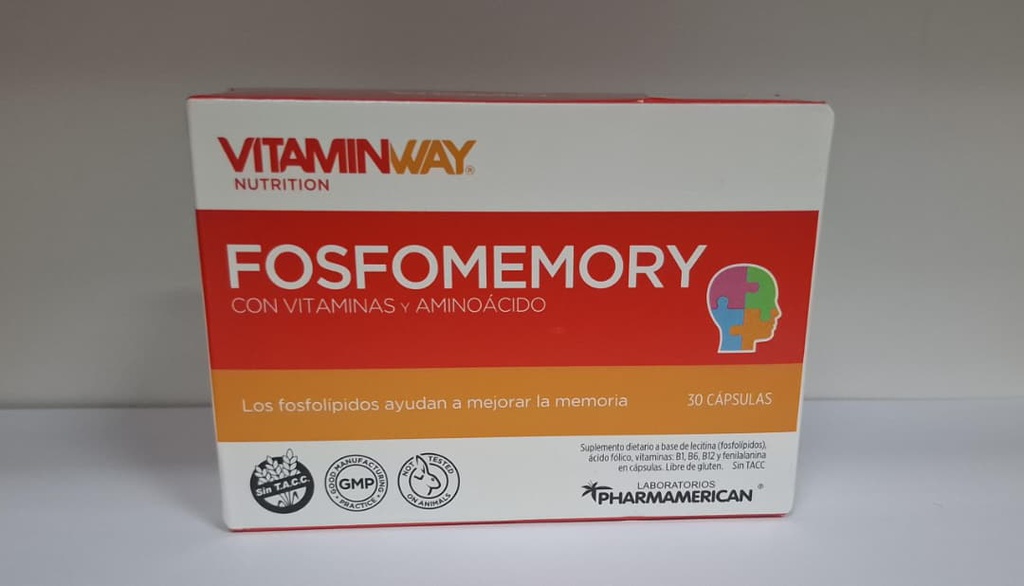 VITAMINWAY®
NUTRITION
FOSFOMEMORY
CON VITAMINAS Y AMINOÁCIDO
Los fosfolípidos ayudan a mejorar la memoria
30 CÁPSULAS
Sin T.A.C.C.
GOOD MANUFACTURING
GMP
PRACTICE
NOT TESTED
ON ANIMALS
Suplemento dietario a base de lecitina (fosfolípidos),
ácido fólico, vitaminas: B1, B6, B12 y fenilalanina
en cápsulas. Libre de gluten. Sin TACC
LABORATORIOS
PHARMAMERICAN®